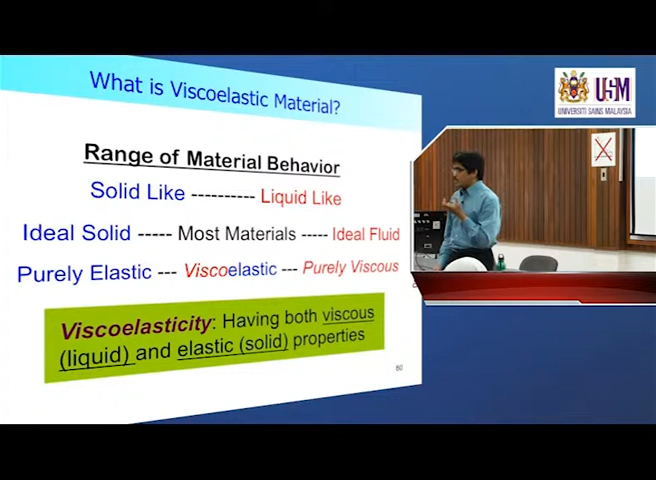 What is Viscoelastic Material?
USM
UNIVERSITI SAINS MALAYSIA
Range of Material Behavior
Solid Like ---------- Liquid Like
Ideal Solid ----- Most Materials ----- Ideal Fluid
Purely Elastic --- Viscoelastic --- Purely Viscous
Viscoelasticity: Having both viscous
(liquid) and elastic (solid) properties
60